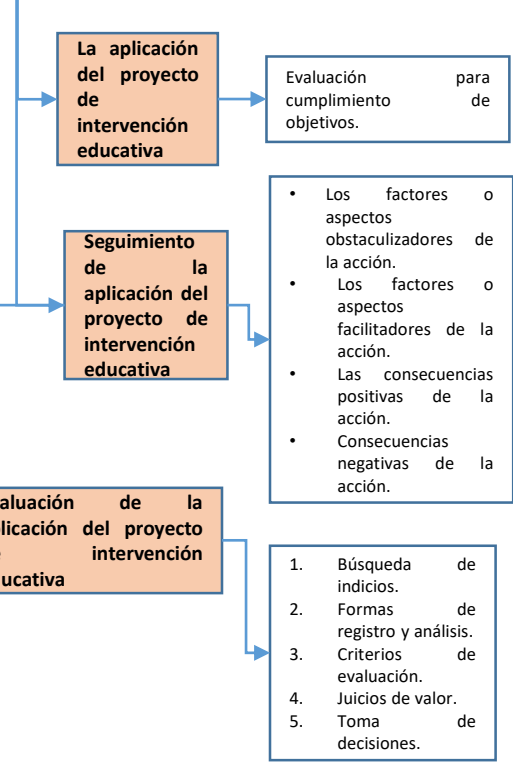 La aplicación
del proyecto
de
intervención
educativa
Evaluación para
cumplimiento de
objetivos.
Seguimiento
de la
aplicación del
proyecto de
intervención
educativa
• Los factores o
aspectos
obstaculizadores de
la acción.
• Los factores o
aspectos
facilitadores de la
acción.
• Las consecuencias
positivas de la
acción.
• Consecuencias
negativas de la
acción.
aluación de la
licación del proyecto
intervención
ucativa
1. Búsqueda de
indicios.
2. Formas de
registro y análisis.
3. Criterios de
evaluación.
4. Juicios de valor.
5. Toma de
decisiones.